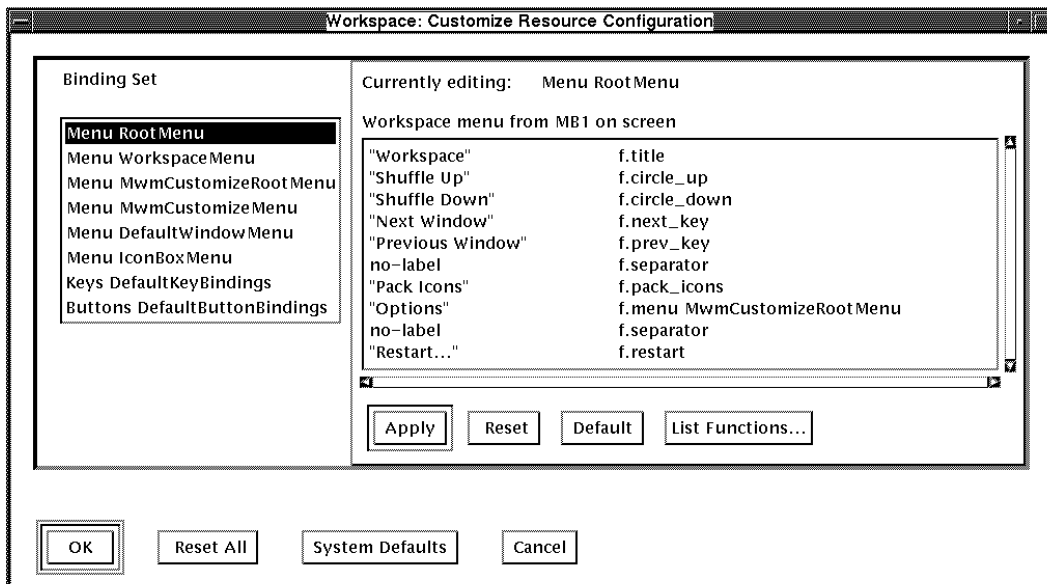 Workspace: Customize Resource Configuration
Binding Set
Menu RootMenu
Menu WorkspaceMenu
Menu MwmCustomizeRootMenu
Menu MwmCustomizeMenu
Menu DefaultWindowMenu
Menu IconBoxMenu
Keys DefaultKeyBindings
Buttons DefaultButtonBindings
Currently editing: Menu RootMenu
Workspace menu from MB1 on screen
"Workspace" f.title
"Shuffle Up" f.circle_up
"Shuffle Down" f.circle_down
"Next Window" f.next_key
"Previous Window" f.prev_key
no-label f.separator
"Pack Icons" f.pack_icons
"Options" f.menu MwmCustomizeRootMenu
no-label f.separator
"Restart..." f.restart
Apply Reset Default List Functions...
OK Reset All System Defaults Cancel